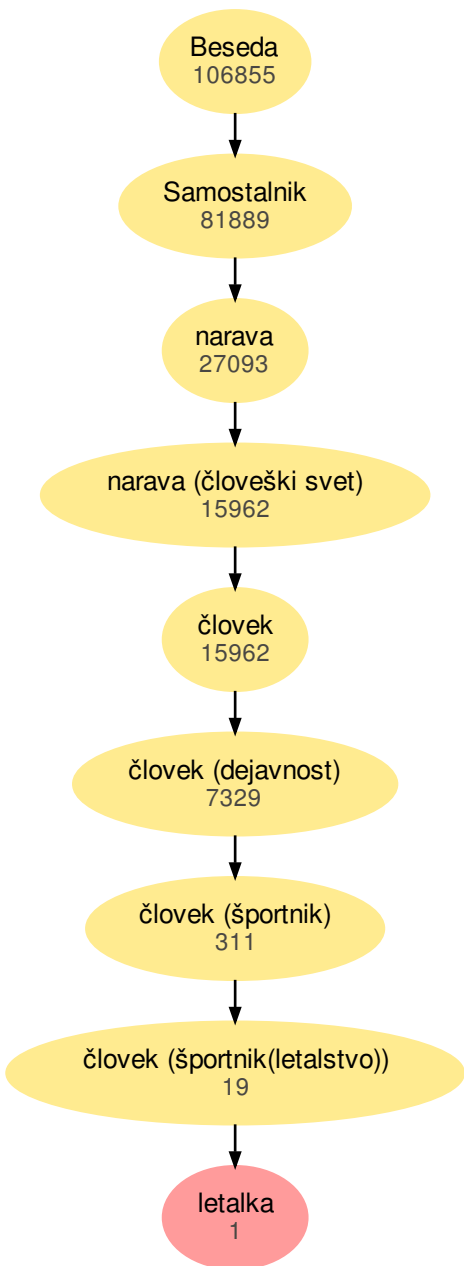 Beseda
106855
Samostalnik
81889
narava
27093
narava (človeški svet)
15962
človek
15962
človek (dejavnost)
7329
človek (športnik)
311
človek (športnik(letalstvo))
19
letalka
1